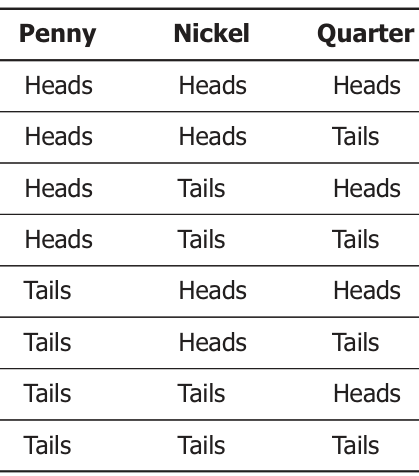 Penny Nickel Quarter
Heads Heads Heads
Heads Heads Tails
Heads Tails Heads
Heads Tails Tails
Tails Heads Heads
Tails Heads Tails
Tails Tails Heads
Tails Tails Tails